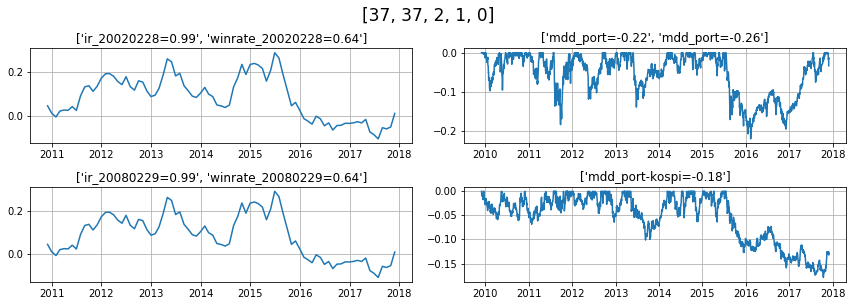 [37, 37, 2, 1, 0]
['ir_20020228=0.99', 'winrate_20020228=0.64']
0.2
0.0
2011 2012 2013 2014 2015 2016 2017 2018
['mdd_port=-0.22', 'mdd_port=-0.26']
0.0
−0.1
−0.2
2010 2011 2012 2013 2014 2015 2016 2017 2018
['ir_20080229=0.99', 'winrate_20080229=0.64']
0.2
0.0
2011 2012 2013 2014 2015 2016 2017 2018
['mdd_port-kospi=-0.18']
0.00
−0.05
−0.10
−0.15
2010 2011 2012 2013 2014 2015 2016 2017 2018